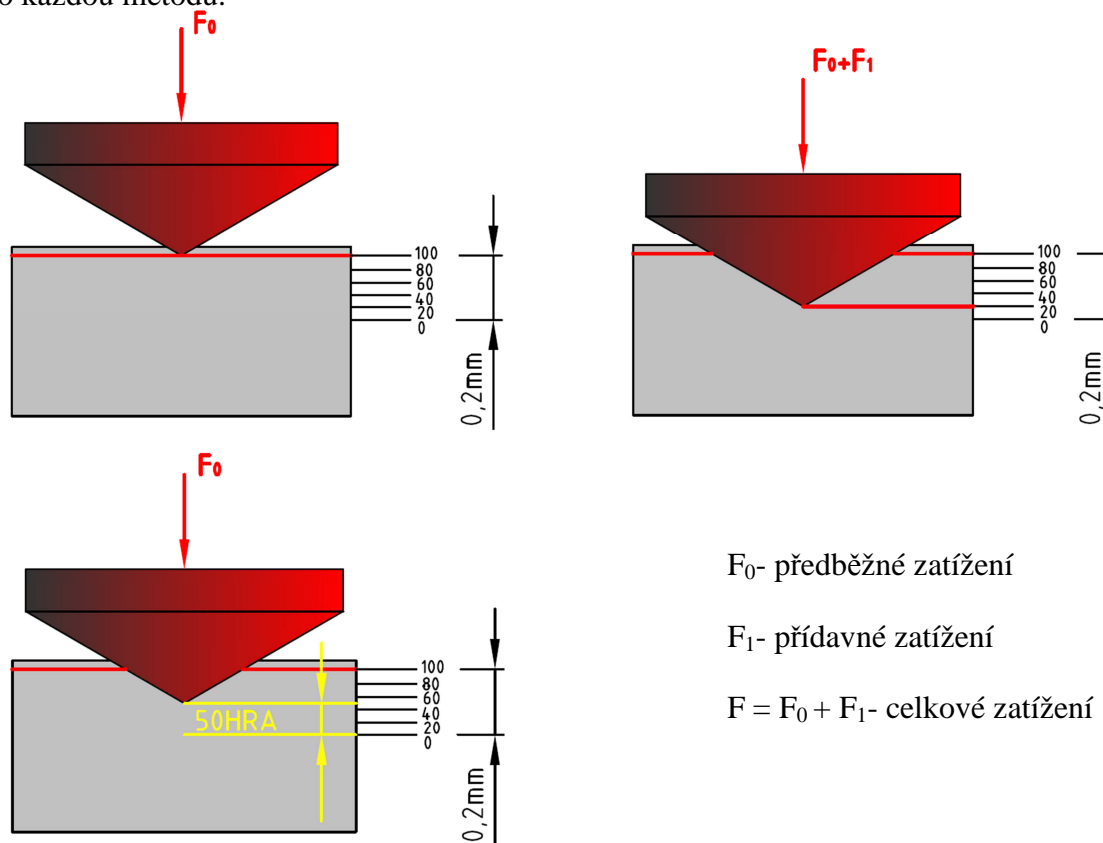 o každou metodu.
F₀
100
80
60
40
20
0
0,2mm
F₀+F₁
100
80
60
40
20
0
0,2mm
F₀
50HRA
100
80
60
40
20
0
0,2mm
F₀- předběžné zatížení
F₁- přídavné zatížení
F = F₀ + F₁- celkové zatížení